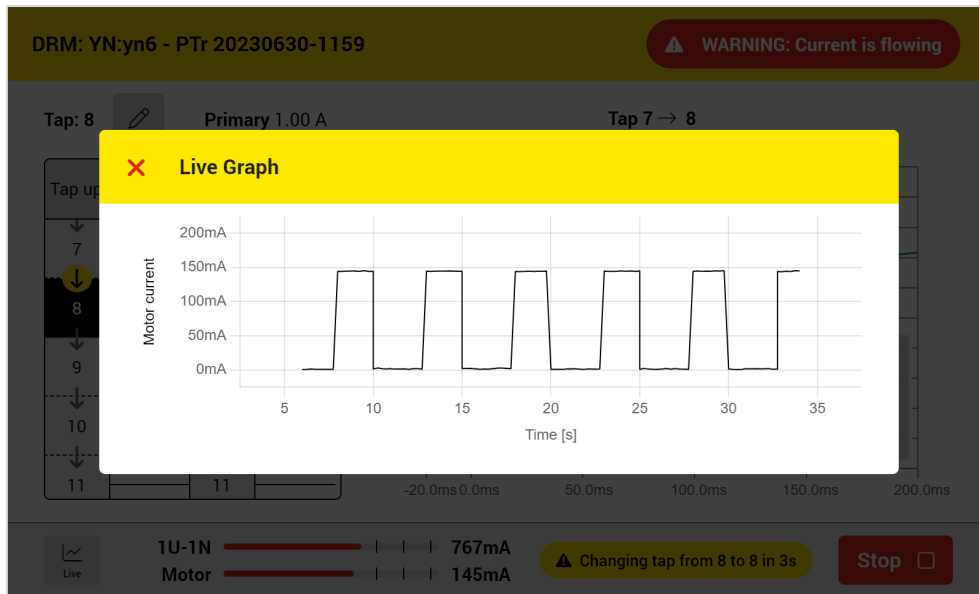 DRM: YN:yn6 - PTr 20230630-1159
WARNING: Current is flowing
Tap: 8
Primary 1.00 A
Tap 7 → 8
Live Graph
Tap up
7
8
9
10
11
11
Motor current
200mA
150mA
100mA
50mA
0mA
5 10 15 20 25 30 35
Time [s]
-20.0ms 0.0ms 50.0ms 100.0ms 150.0ms 200.0ms
Live
1U-1N 767mA
Motor 145mA
Changing tap from 8 to 8 in 3s
Stop